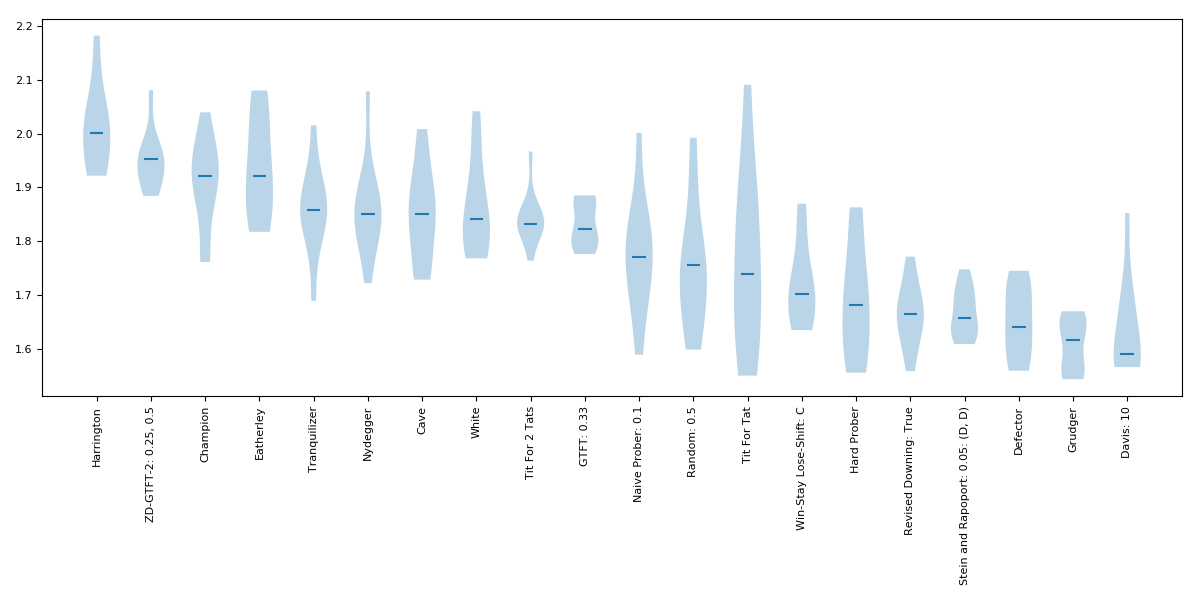 2.2
2.1
2.0
1.9
1.8
1.7
1.6
Harrington
ZD-GTFT-2: 0.25, 0.5
Champion
Eatherley
Tranquilizer
Nydegger
Cave
White
Tit For 2 Tats
GTFT: 0.33
Naive Prober: 0.1
Random: 0.5
Tit For Tat
Win-Stay Lose-Shift: C
Hard Prober
Revised Downing: True
Stein and Rapoport: 0.05: (D, D)
Defector
Grudger
Davis: 10